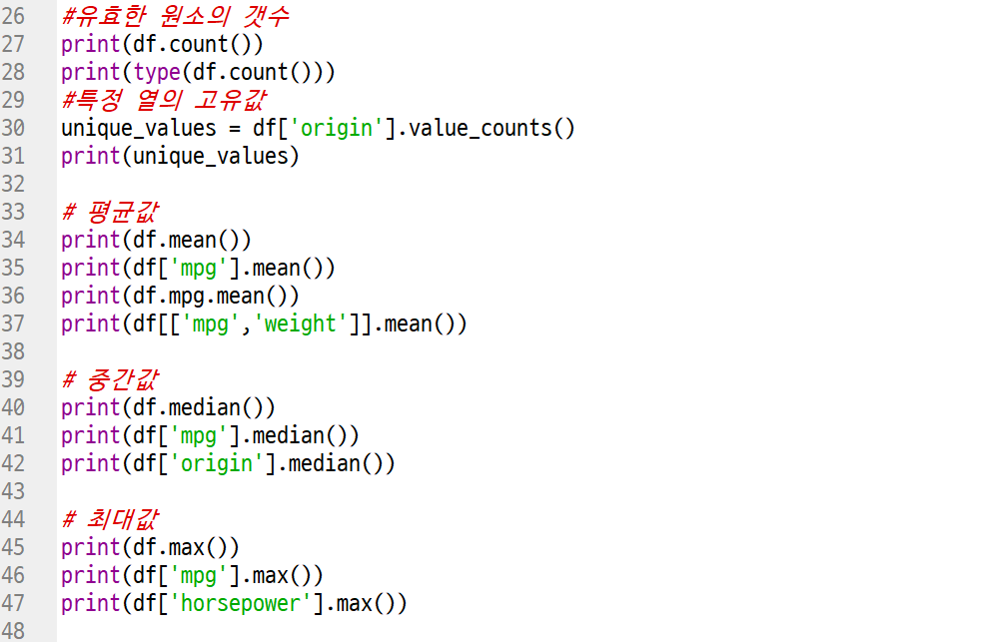 26 #유효한 원소의 갯수
27 print(df.count())
28 print(type(df.count()))
29 #특정 열의 고유값
30 unique_values = df['origin'].value_counts()
31 print(unique_values)
32
33 # 평균값
34 print(df.mean())
35 print(df['mpg'].mean())
36 print(df.mpg.mean())
37 print(df[['mpg','weight']].mean())
38
39 # 중간값
40 print(df.median())
41 print(df['mpg'].median())
42 print(df['origin'].median())
43
44 # 최대값
45 print(df.max())
46 print(df['mpg'].max())
47 print(df['horsepower'].max())
48